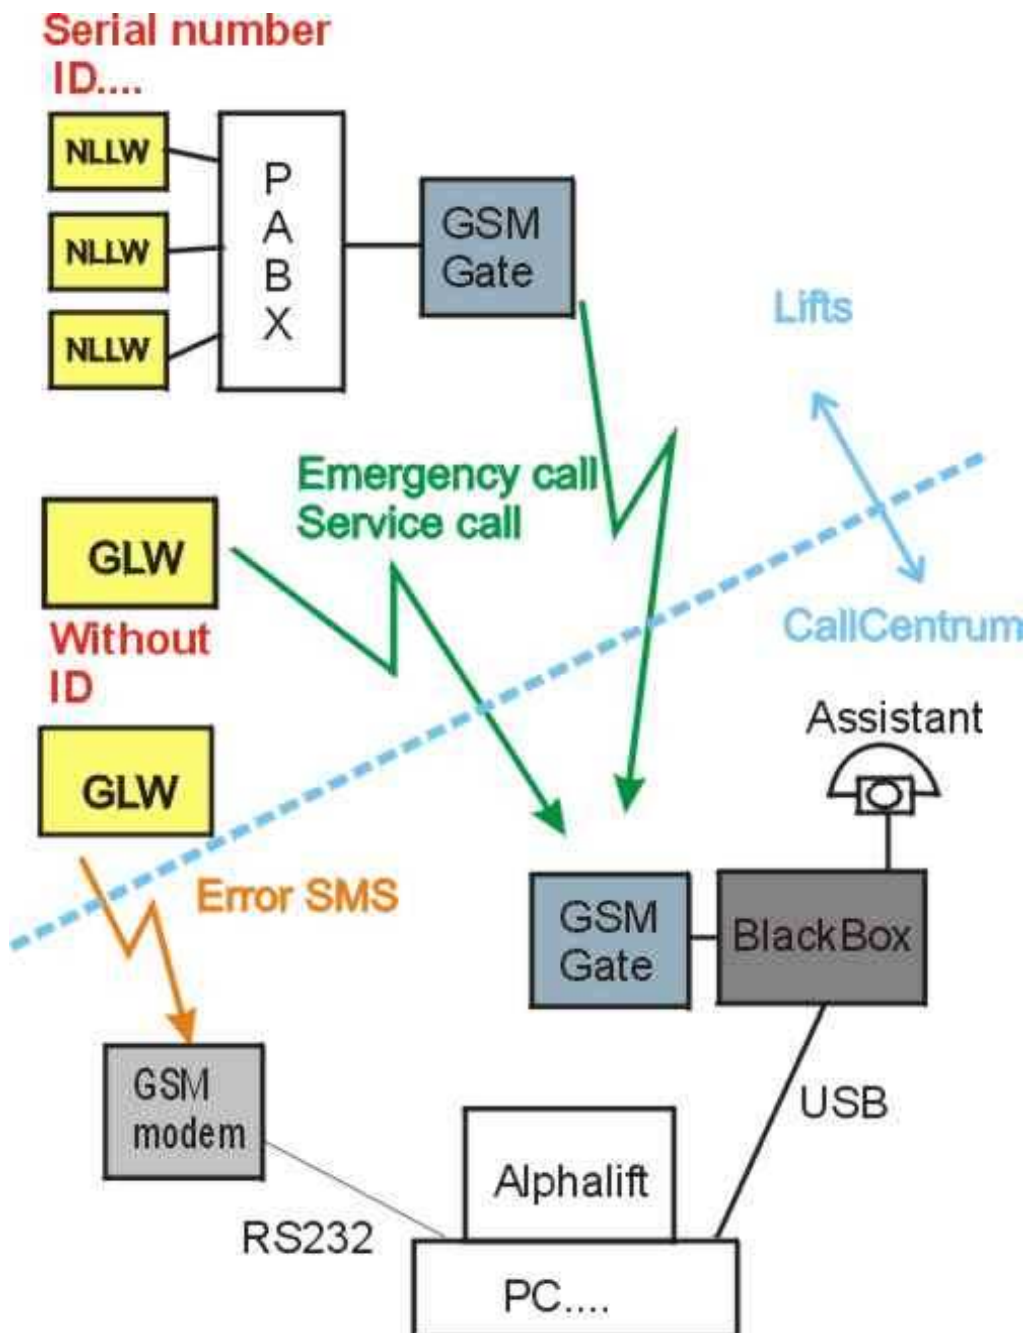 Serial number
ID....
NLLW
NLLW
NLLW
P
A
B
X
GSM
Gate
Lifts
Emergency call
Service call
GLW
Without
ID
CallCentrum
Assistant
GLW
Error SMS
GSM
Gate
BlackBox
GSM
modem
USB
Alphalift
RS232
PC....